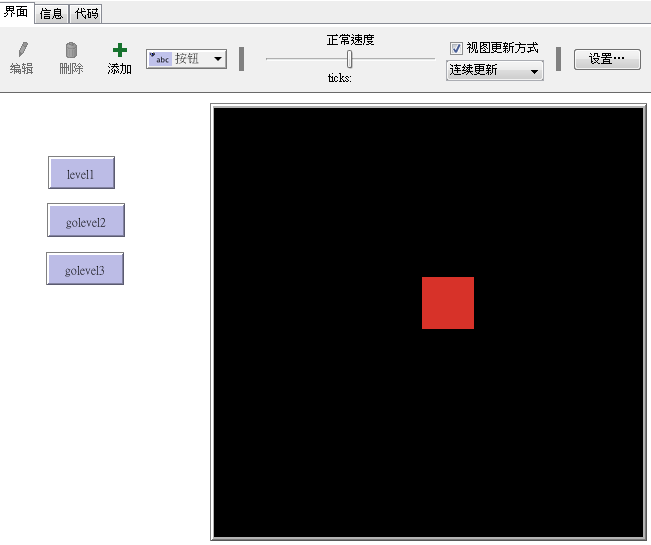 界面 信息 代码
编辑 删除 添加 abc 按钮 正常速度 ticks: 视图更新方式 连续更新 设置…
level1
golevel2
golevel3